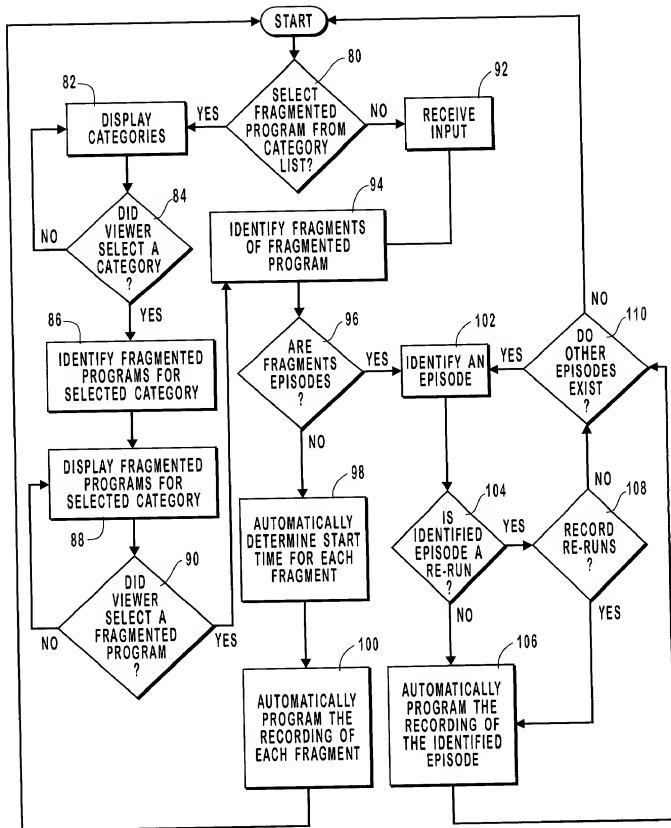 START
80
SELECT
FRAGMENTED
PROGRAM FROM
CATEGORY
LIST?
YES
NO
82
DISPLAY
CATEGORIES
92
RECEIVE
INPUT
84
DID
VIEWER
SELECT A
CATEGORY
?
NO
YES
94
IDENTIFY FRAGMENTS
OF FRAGMENTED
PROGRAM
86
IDENTIFY FRAGMENTED
PROGRAMS FOR
SELECTED CATEGORY
96
ARE
FRAGMENTS
EPISODES
?
YES
NO
102
IDENTIFY AN
EPISODE
110
DO
OTHER
EPISODES
EXIST
?
YES
NO
DISPLAY FRAGMENTED
PROGRAMS FOR
SELECTED CATEGORY
88
98
AUTOMATICALLY
DETERMINE START
TIME FOR EACH
FRAGMENT
104
IS
IDENTIFIED
EPISODE A
RE-RUN
?
YES
NO
108
RECORD
RE-RUNS
?
NO
YES
90
DID
VIEWER
SELECT A
FRAGMENTED
PROGRAM
?
NO
YES
100
AUTOMATICALLY
PROGRAM THE
RECORDING OF
EACH FRAGMENT
106
AUTOMATICALLY
PROGRAM THE
RECORDING OF
THE IDENTIFIED
EPISODE